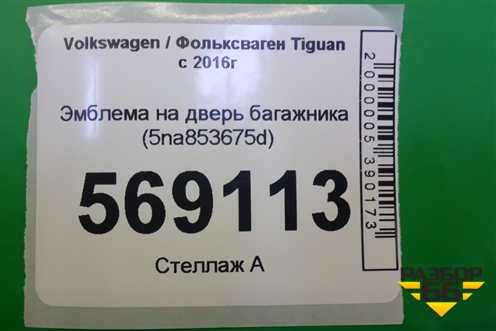 Volkswagen / Фольксваген Tiguan
с 2016г
Эмблема на дверь багажника
(5na853675d)
569113
Стеллаж А
2000005390173
РАЗБОР
66